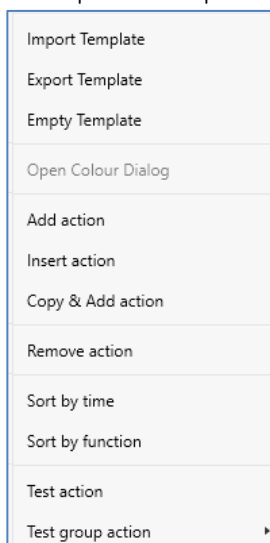 Import Template
Export Template
Empty Template
Open Colour Dialog
Add action
Insert action
Copy & Add action
Remove action
Sort by time
Sort by function
Test action
Test group action